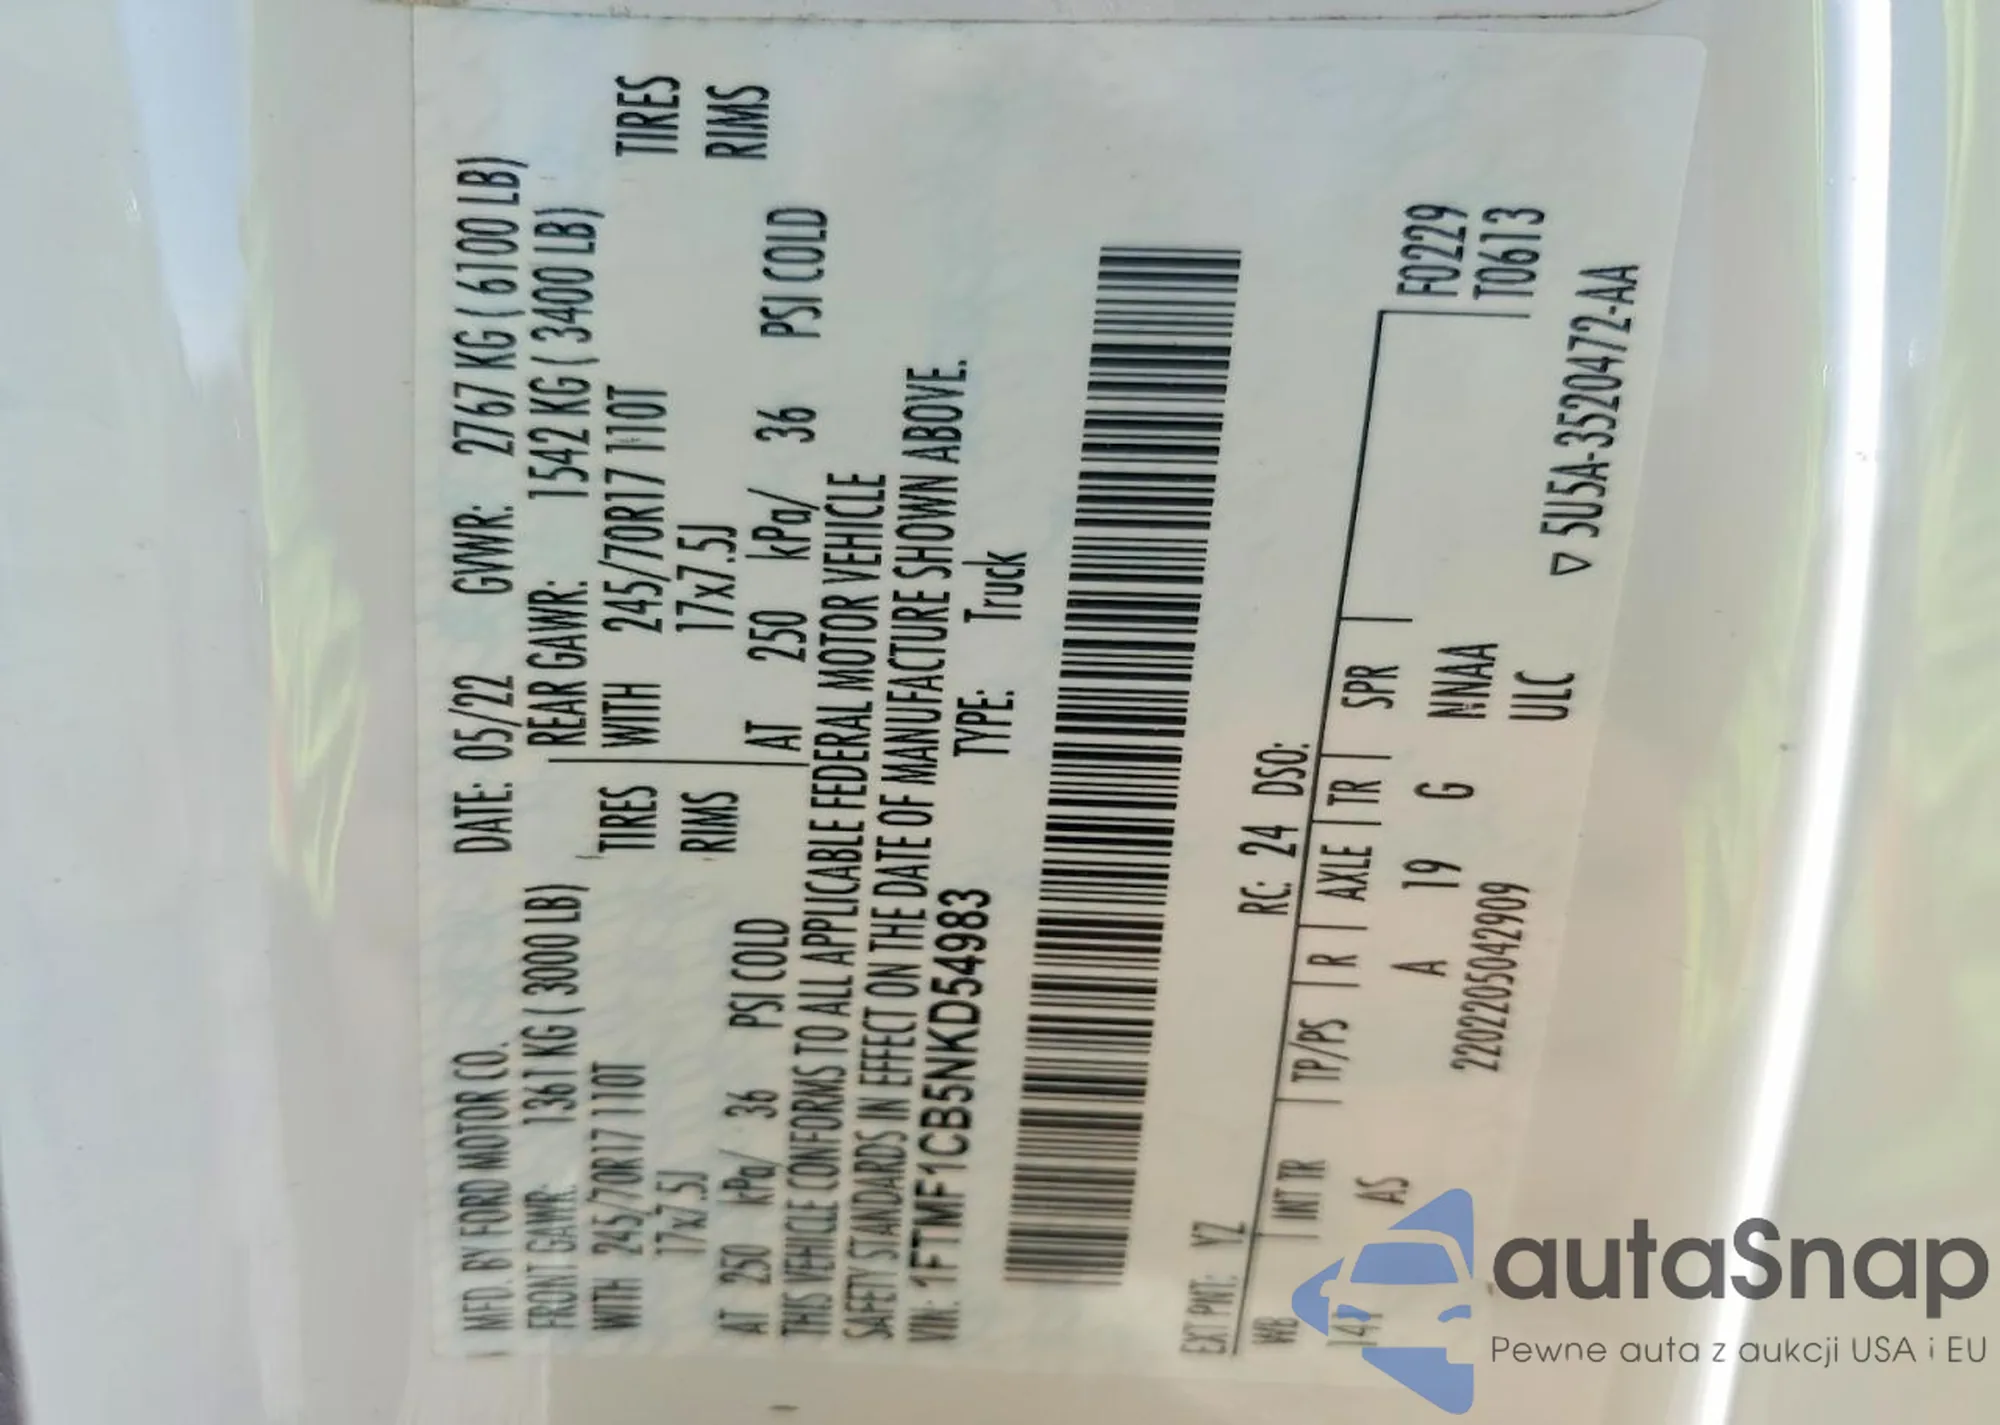 MFD. BY FORD MOTOR CO. DATE: 05/22 GVWR: 2767 KG ( 6100 LB)
FRONT GAWR: 1361 KG ( 3000 LB) REAR GAWR: 1542 KG ( 3400 LB)
WITH 245/70R17 110T TIRES WITH 245/70R17 110T TIRES
17x7.5J RIMS 17x7.5J RIMS
AT 250 kPa/ 36 PSI COLD AT 250 kPa/ 36 PSI COLD
THIS VEHICLE CONFORMS TO ALL APPLICABLE FEDERAL MOTOR VEHICLE
SAFETY STANDARDS IN EFFECT ON THE DATE OF MANUFACTURE SHOWN ABOVE.
VIN: 1FTMF1CB5NKD54983 TYPE: Truck
EXT PNT: YZ RC: 24 DSO:
WB INT TR TP/PS R AXLE TR SPR
141 AS A 19 G NNAA F0229
2202205042909 ULC T0613
▽ 5U5A-3520472-AA
autaSnap
Pewne auta z aukcji USA i EU